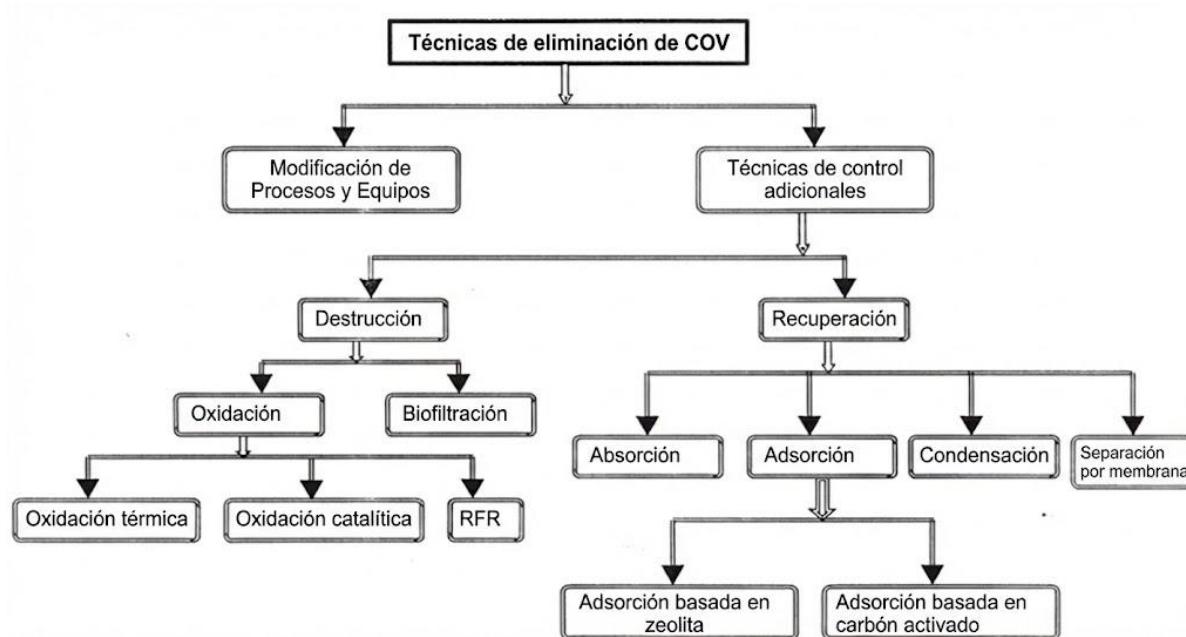 Técnicas de eliminación de COV
Modificación de
Procesos y Equipos
Técnicas de control
adicionales
Destrucción
Recuperación
Oxidación
Biofiltración
Absorción
Adsorción
Condensación
Separación
por membrana
Oxidación térmica
Oxidación catalítica
RFR
Adsorción basada en
zeolita
Adsorción basada en
carbón activado